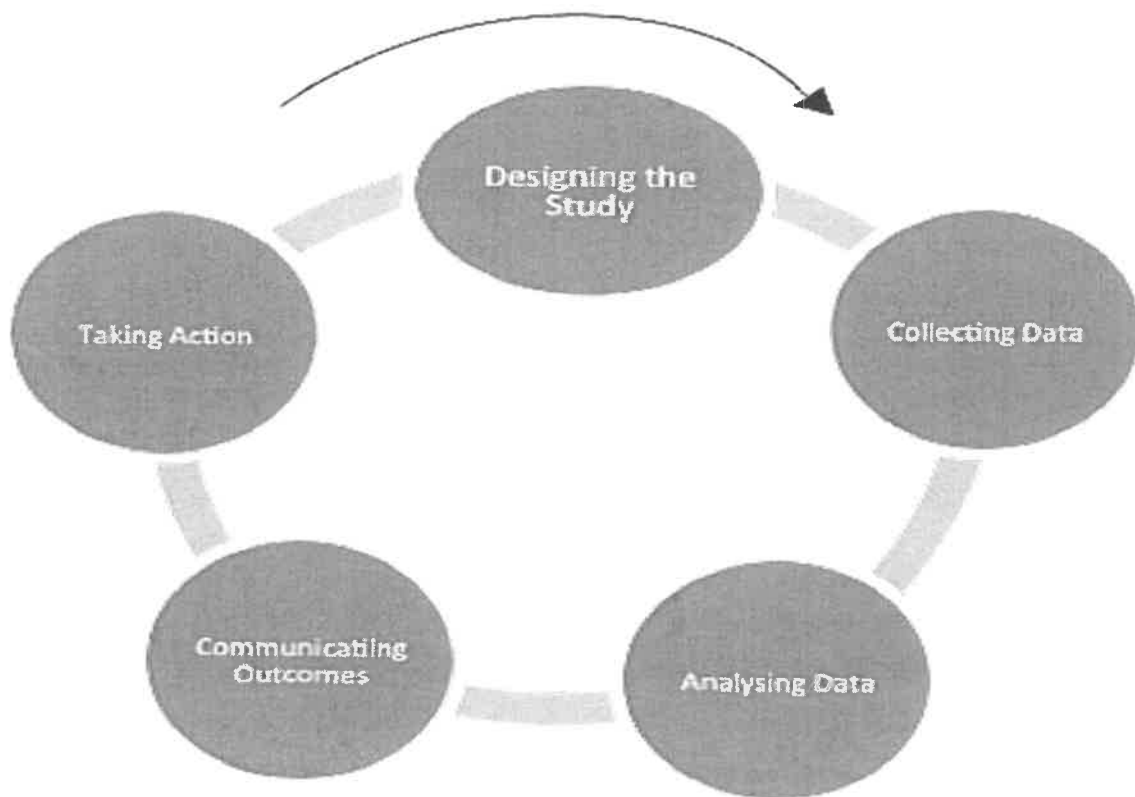 Designing the
Study
Collecting Data
Analysing Data
Communicating
Outcomes
Taking Action